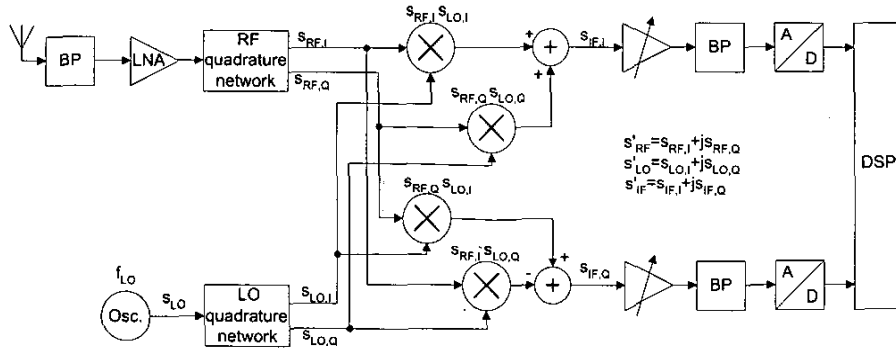 S_RF,I S_LO,I
RF
quadrature
network
BP
LNA
S_RF,I
S_RF,Q
+
+
+
S_IF,I
BP
A
D
S_RF,Q S_LO,Q
s'_RF=s_RF,I+js_RF,Q
s'_LO=s_LO,I+js_LO,Q
s'_IF=s_IF,I+js_IF,Q
DSP
S_RF,Q S_LO,I
S_RF,I S_LO,Q
+
-
+
S_IF,Q
BP
A
D
f_LO
Osc.
S_LO
LO
quadrature
network
S_LO,I
S_LO,Q